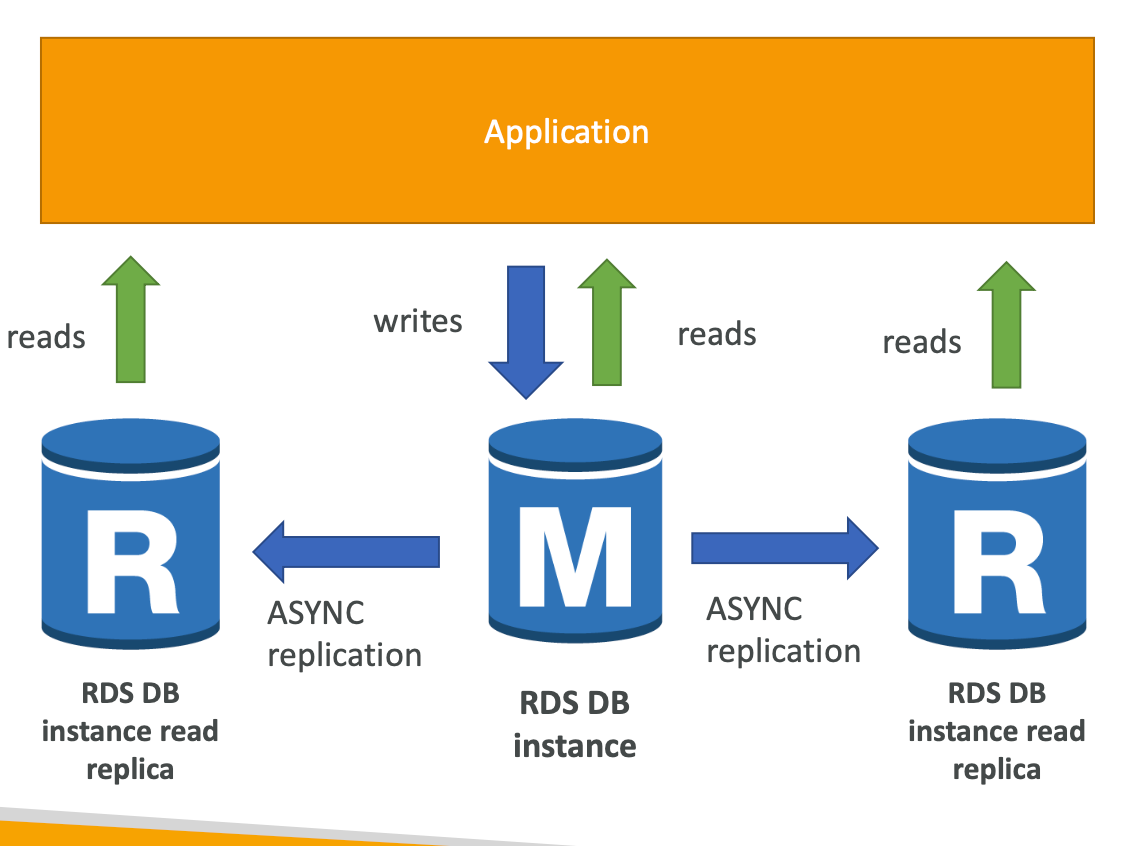 Application
reads
writes
reads
reads
R
M
R
ASYNC
replication
ASYNC
replication
RDS DB
instance read
replica
RDS DB
instance
RDS DB
instance read
replica